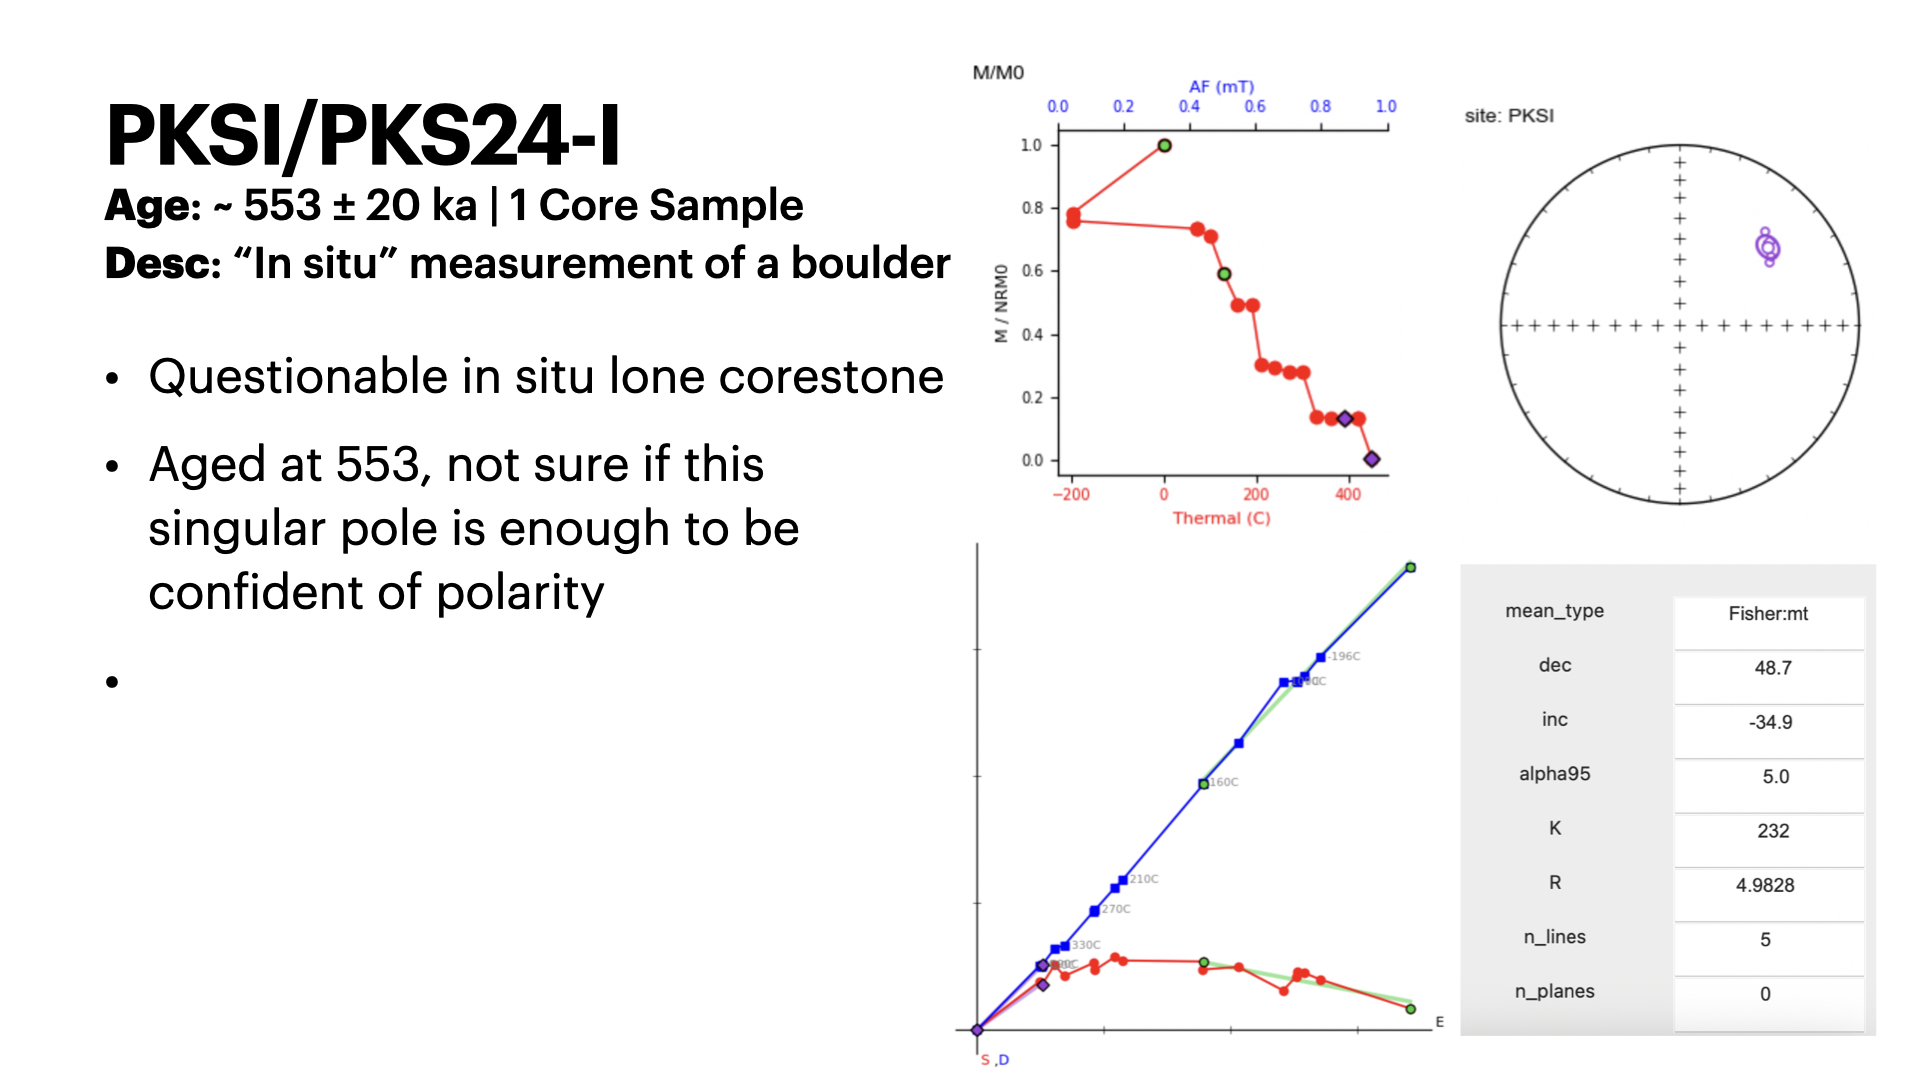 PKSI/PKS24-I
Age: ~ 553 ± 20 ka | 1 Core Sample
Desc: “In situ” measurement of a boulder
• Questionable in situ lone corestone
• Aged at 553, not sure if this
singular pole is enough to be
confident of polarity
•
M/M0
AF (mT)
0.0 0.2 0.4 0.6 0.8 1.0
M / NRM0
1.0
0.8
0.6
0.4
0.2
0.0
−200 0 200 400
Thermal (C)
site: PKSI
-196C
160C
210C
270C
330C
E
S ,D
mean_type Fisher:mt
dec 48.7
inc -34.9
alpha95 5.0
K 232
R 4.9828
n_lines 5
n_planes 0